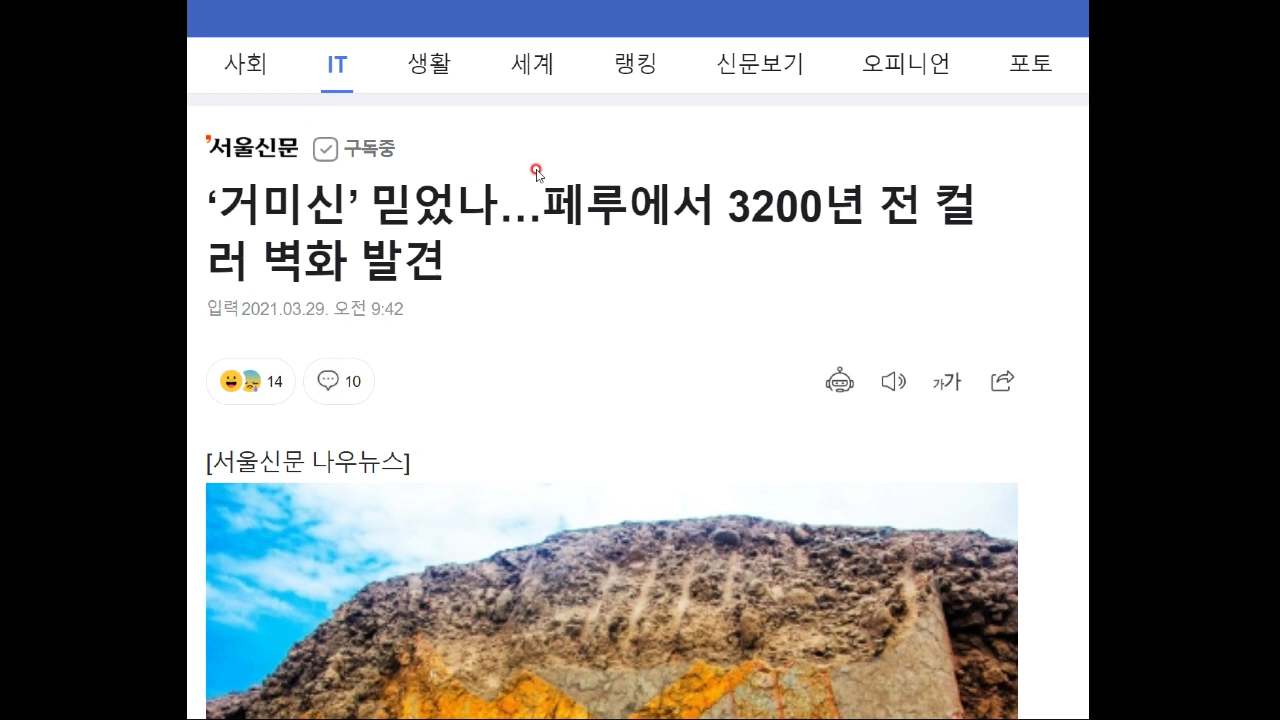 사회 IT 생활 세계 랭킹 신문보기 오피니언 포토
서울신문 구독중
‘거미신’ 믿었나…페루에서 3200년 전 컬
러 벽화 발견
입력 2021.03.29. 오전 9:42
14 10 가가
[서울신문 나우뉴스]